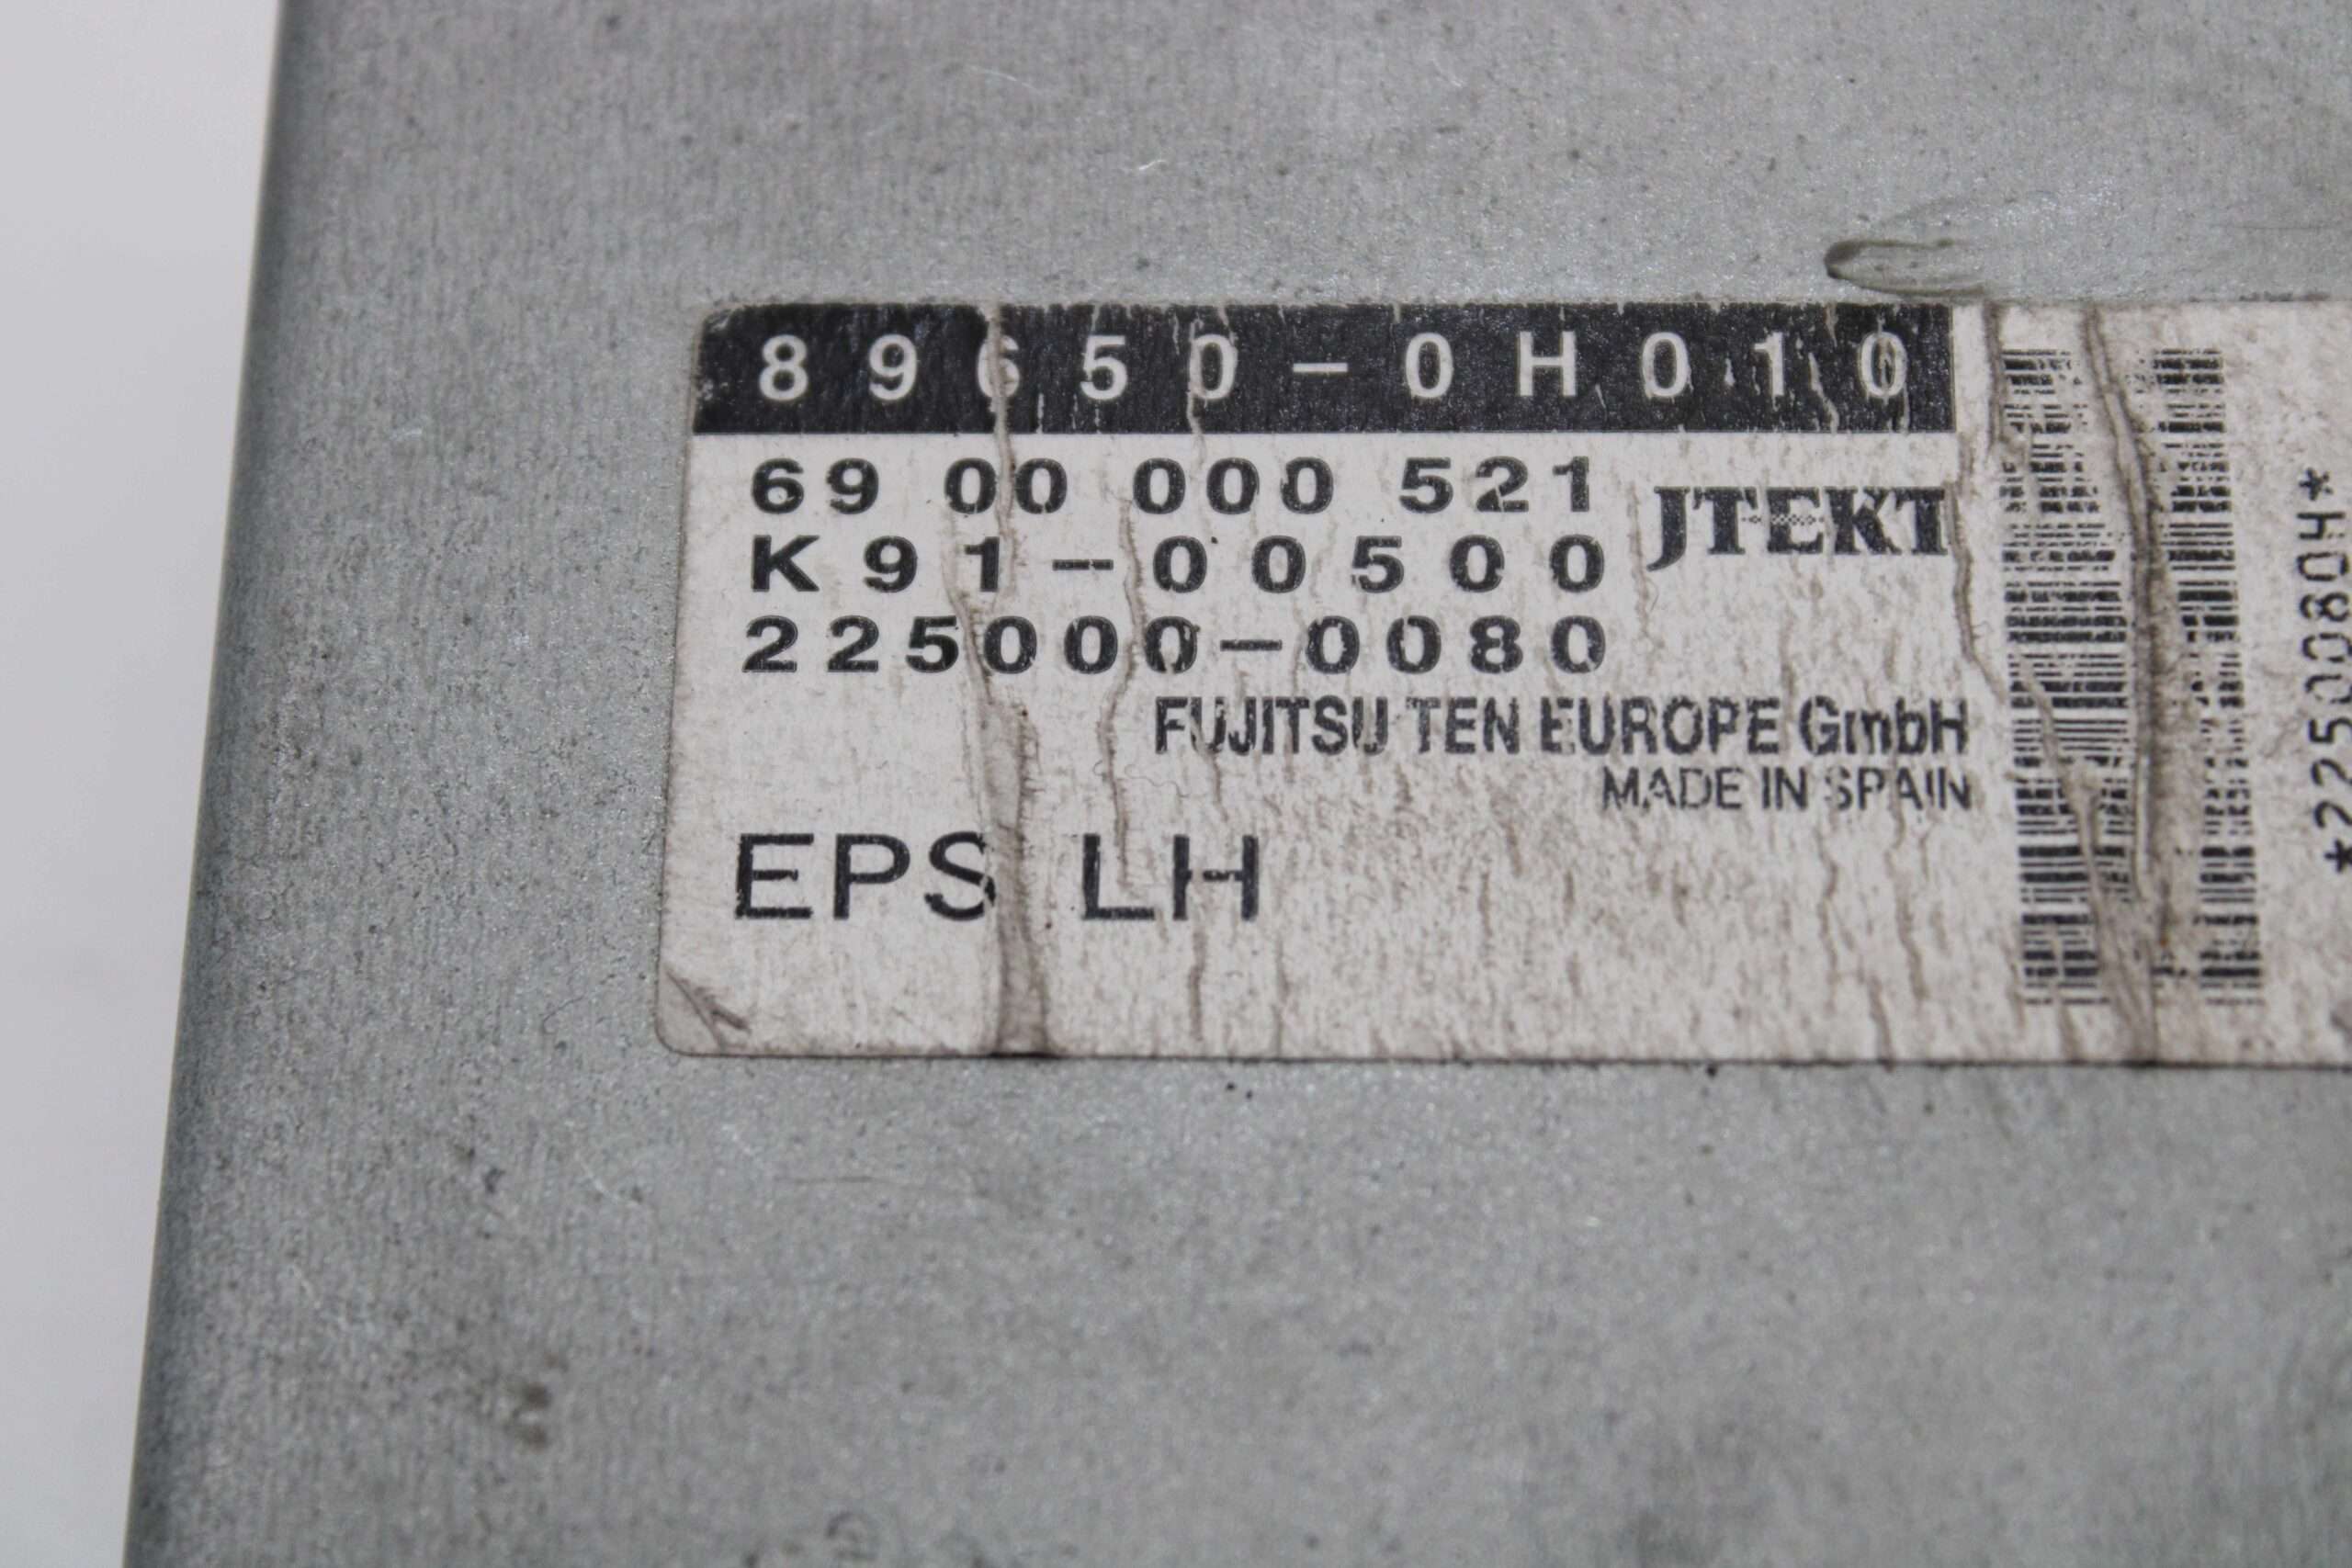 89650-0H010
69 00 000 521
JTEKT
K91-00500
225000-0080
FUJITSU TEN EUROPE GmbH
MADE IN SPAIN
EPS LH
*22500804*